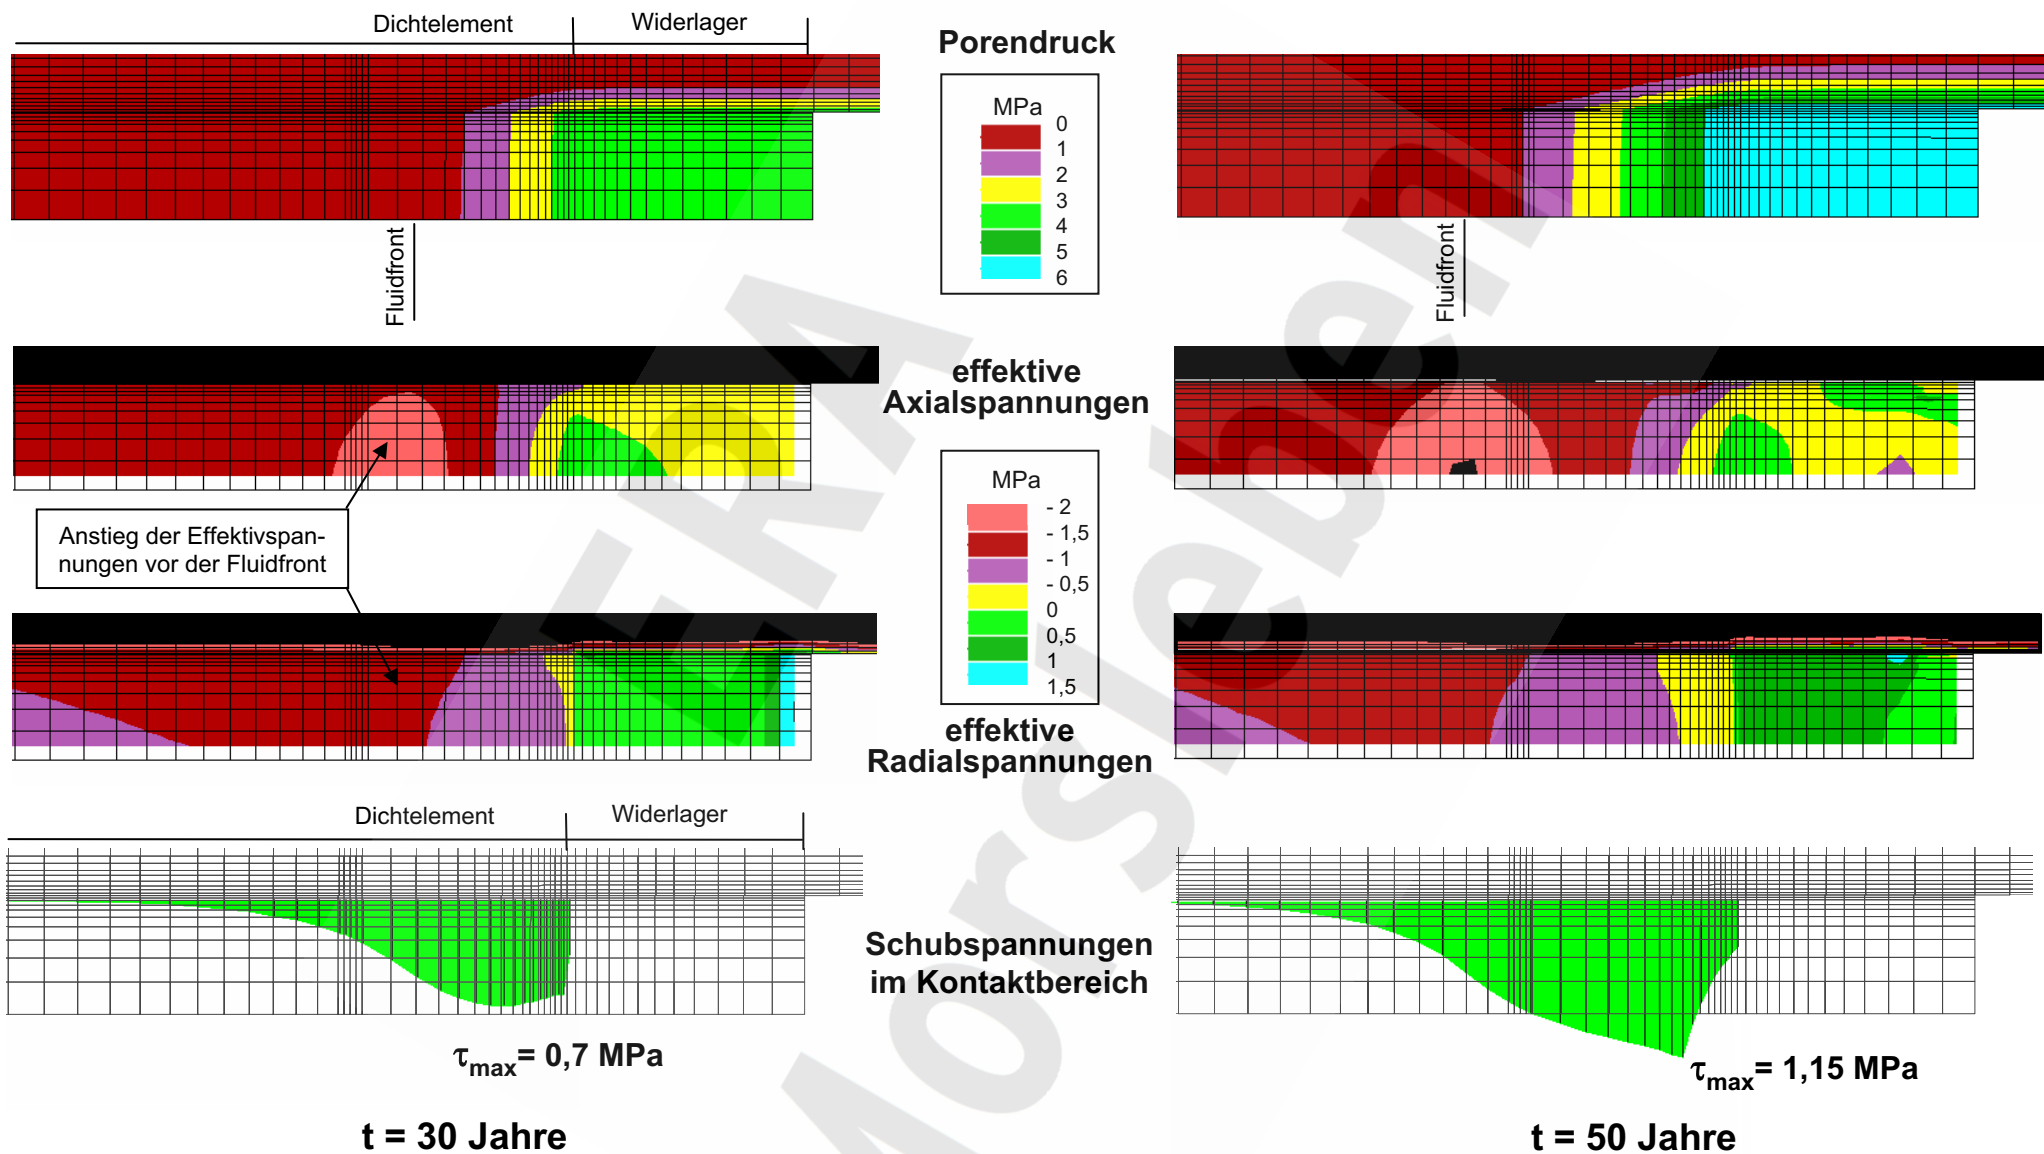 Dichtelement
Widerlager
Porendruck
MPa
0
1
2
3
4
5
6
Fluidfront
Fluidfront
effektive
Axialspannungen
MPa
- 2
- 1,5
- 1
- 0,5
0
0,5
1
1,5
Anstieg der Effektivspan-
nungen vor der Fluidfront
effektive
Radialspannungen
Dichtelement
Widerlager
Schubspannungen
im Kontaktbereich
τmax= 0,7 MPa
τmax= 1,15 MPa
t = 30 Jahre
t = 50 Jahre
ERA
Morsleben